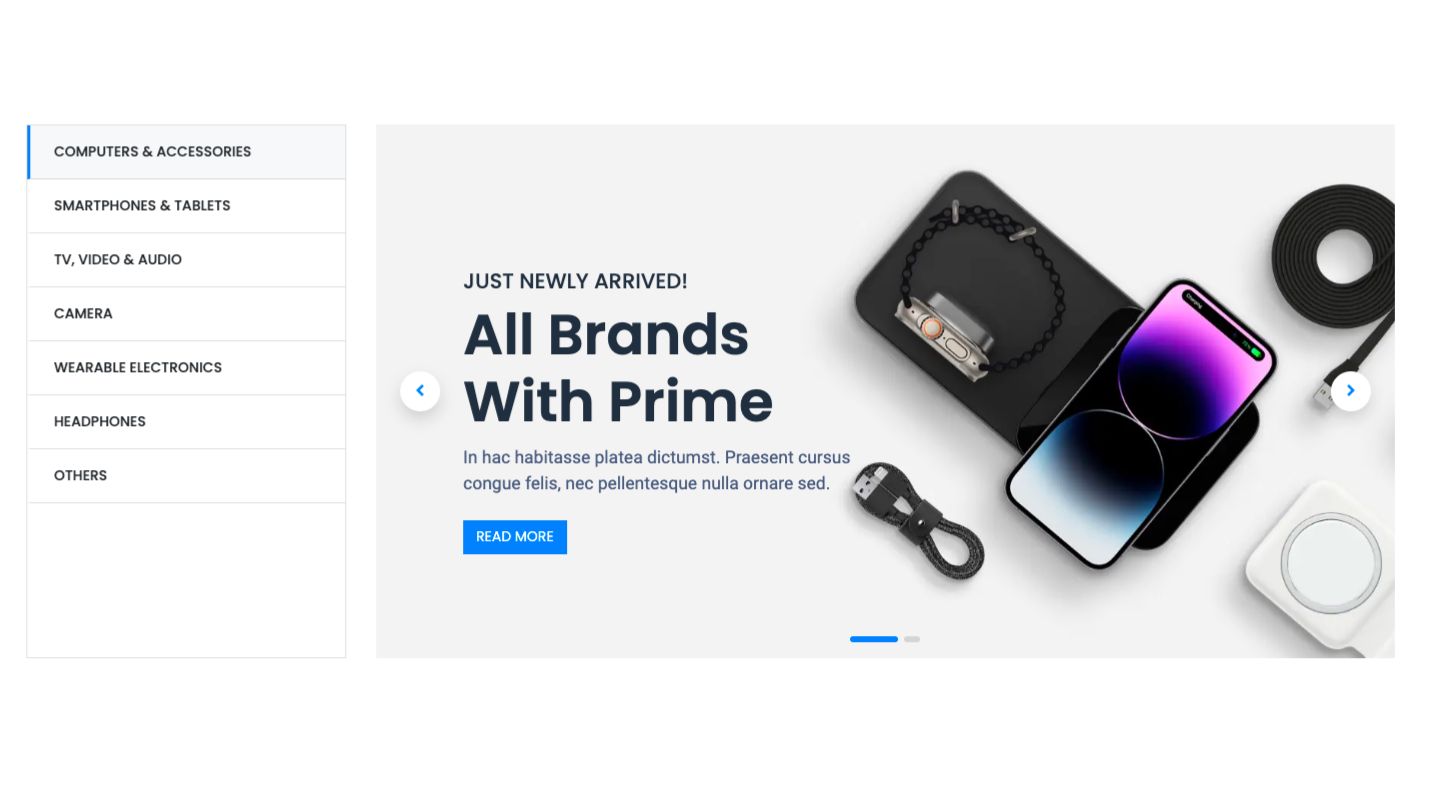 COMPUTERS & ACCESSORIES
SMARTPHONES & TABLETS
TV, VIDEO & AUDIO
CAMERA
WEARABLE ELECTRONICS
HEADPHONES
OTHERS
JUST NEWLY ARRIVED!
All Brands
With Prime
In hac habitasse platea dictumst. Praesent cursus
congue felis, nec pellentesque nulla ornare sed.
READ MORE
Charging